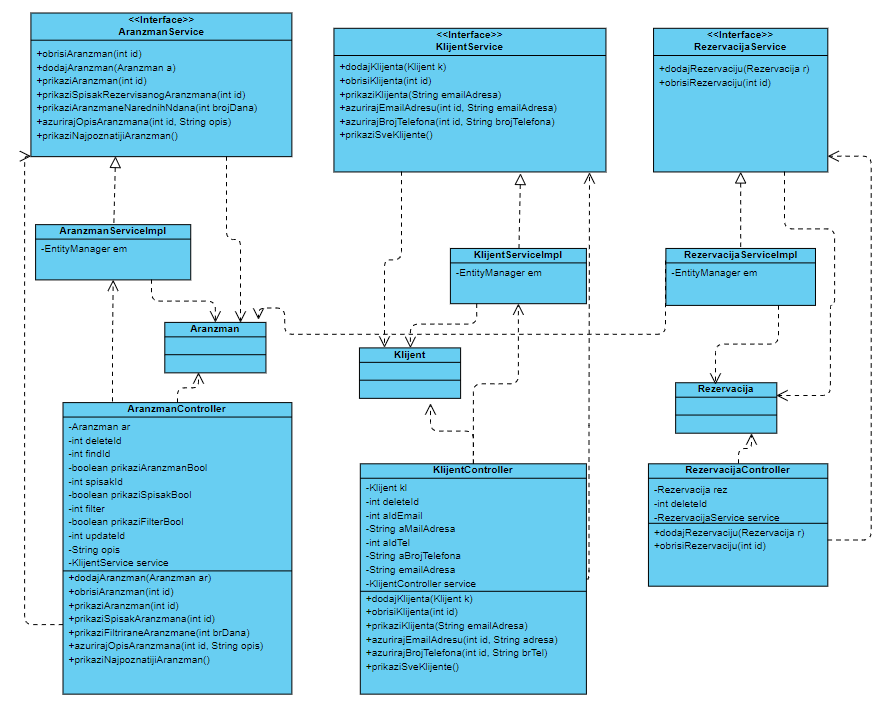 <<Interface>>
AranzmanService
+obrisiAranzman(int id)
+dodajAranzman(Aranzman a)
+prikaziAranzman(int id)
+prikaziSpisakRezervisanogAranzmana(int id)
+prikaziAranzmaneNarednihNdana(int brojDana)
+azurirajOpisAranzmana(int id, String opis)
+prikaziNajpoznatijiAranzman()
<<Interface>>
KlijentService
+dodajKlijenta(Klijent k)
+obrisiKlijenta(int id)
+prikaziKlijenta(String emailAdresa)
+azurirajEmailAdresu(int id, String emailAdresa)
+azurirajBrojTelefona(int id, String brojTelefona)
+prikaziSveKlijente()
<<Interface>>
RezervacijaService
+dodajRezervaciju(Rezervacija r)
+obrisiRezervaciju(int id)
AranzmanServiceImpl
-EntityManager em
KlijentServiceImpl
-EntityManager em
RezervacijaServiceImpl
-EntityManager em
Aranzman
Klijent
Rezervacija
AranzmanController
-Aranzman ar
-int deleteId
-int findId
-boolean prikaziAranzmanBool
-int spisakId
-boolean prikaziSpisakBool
-int filter
-boolean prikaziFilterBool
-int updateId
-String opis
-KlijentService service
+dodajAranzman(Aranzman ar)
+obrisiAranzman(int id)
+prikaziAranzman(int id)
+prikaziSpisakAranzmana(int id)
+prikaziFiltriraneAranzmane(int brDana)
+azurirajOpisAranzmana(int id, String opis)
+prikaziNajpoznatijiAranzman()
KlijentController
-Klijent kl
-int deleteId
-int aIdEmail
-String aMailAdresa
-int aIdTel
-String aBrojTelefona
-String emailAdresa
-KlijentController service
+dodajKlijenta(Klijent k)
+obrisiKlijenta(int id)
+prikaziKlijenta(String emailAdresa)
+azurirajEmailAdresu(int id, String adresa)
+azurirajBrojTelefona(int id, String brTel)
+prikaziSveKlijente()
RezervacijaController
-Rezervacija rez
-int deleteId
-RezervacijaService service
+dodajRezervaciju(Rezervacija r)
+obrisiRezervaciju(int id)